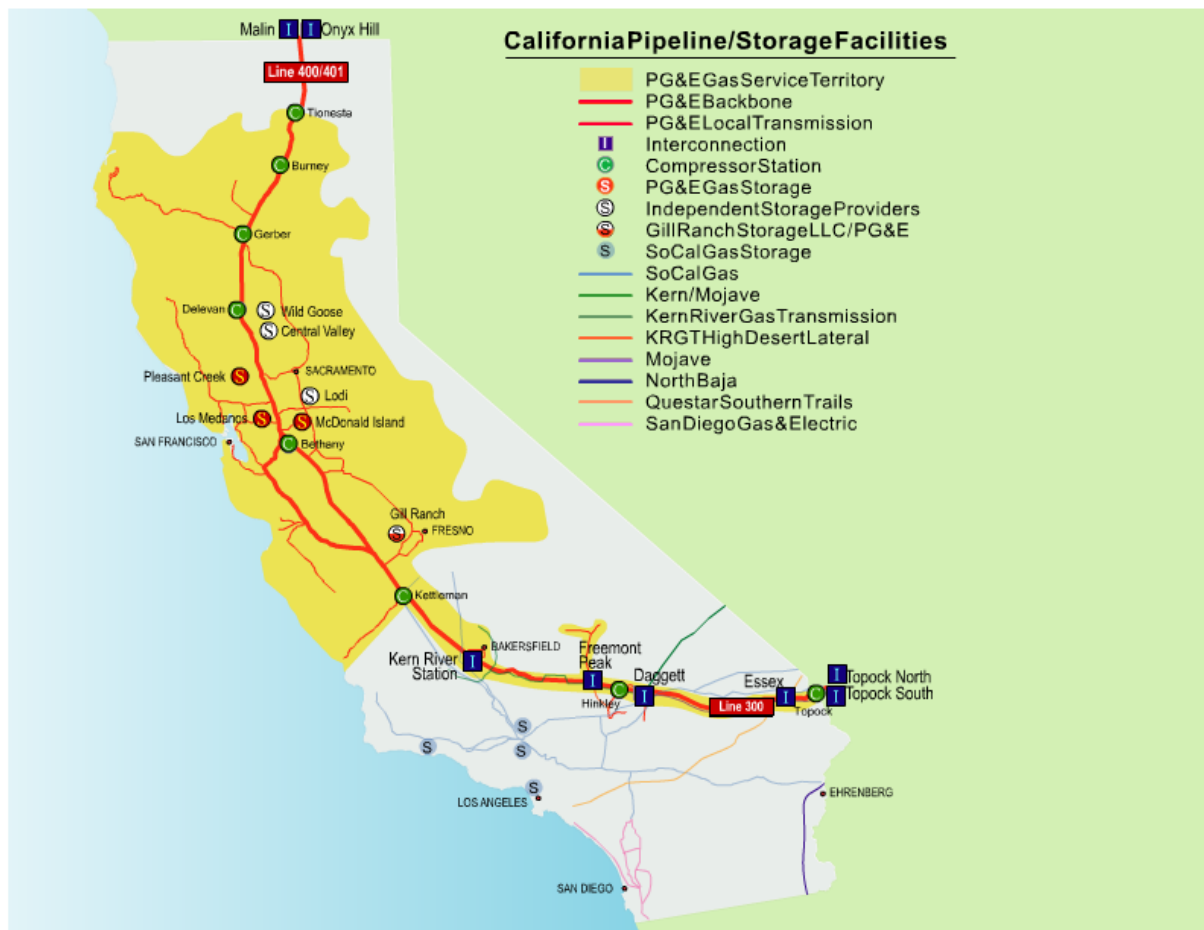 Malin I I Onyx Hill
Line 400/401
CaliforniaPipeline/StorageFacilities
PG&EGasServiceTerritory
PG&EBackbone
PG&ELocalTransmission
I Interconnection
C CompressorStation
S PG&EGasStorage
S IndependentStorageProviders
S GillRanchStorageLLC/PG&E
S SoCalGasStorage
SoCalGas
Kern/Mojave
KernRiverGasTransmission
KRGTHighDesertLateral
Mojave
NorthBaja
QuestarSouthernTrails
SanDiegoGas&Electric
C Tionesta
C Burney
C Gerber
Delevan C
S Wild Goose
S Central Valley
Pleasant Creek S
SACRAMENTO
S Lodi
Los Medanos S
S McDonald Island
SAN FRANCISCO
C Bethany
Gill Ranch
S FRESNO
C Kettleman
BAKERSFIELD
Kern River
Station
I
Freemont
Peak
I
Hinkley
C
Daggett
I
Line 300
Essex
I
Topock
C
I Topock North
I Topock South
S
S
S
S
LOS ANGELES
EHRENBERG
SAN DIEGO